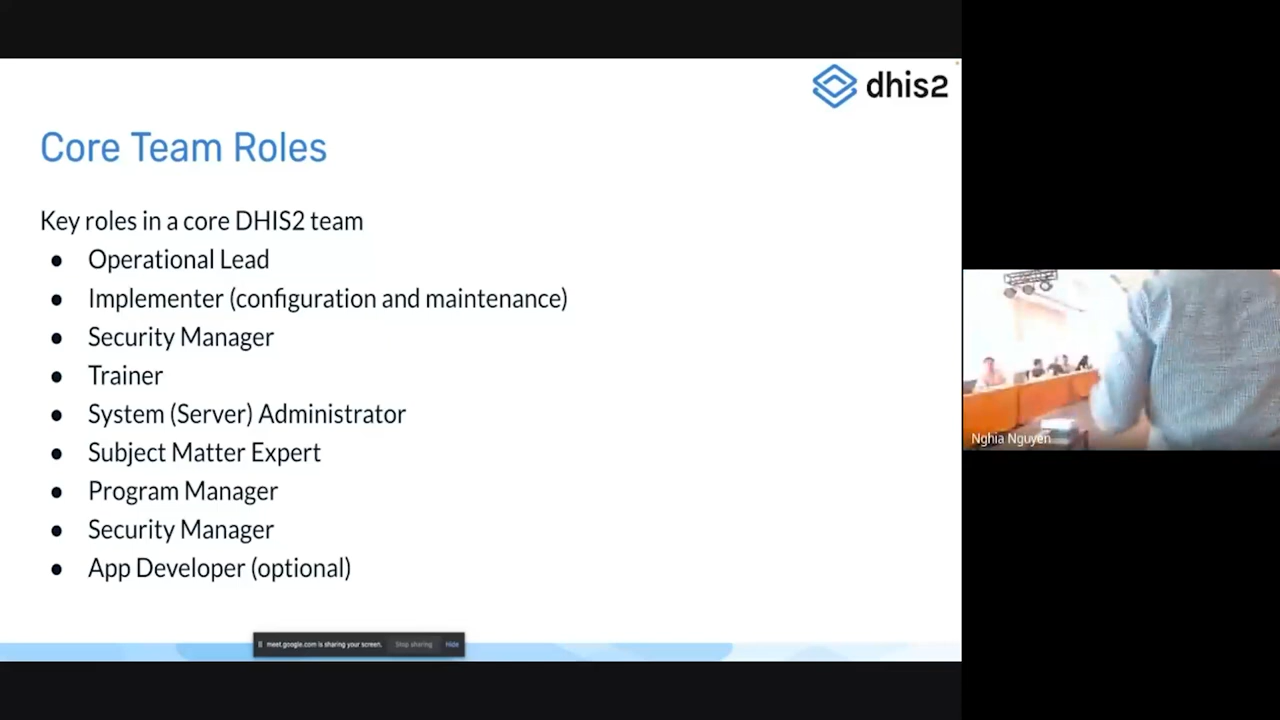 dhis2
Core Team Roles
Key roles in a core DHIS2 team
● Operational Lead
● Implementer (configuration and maintenance)
● Security Manager
● Trainer
● System (Server) Administrator
● Subject Matter Expert
● Program Manager
● Security Manager
● App Developer (optional)
meet.google.com is sharing your screen. Stop sharing Hide
Nghia Nguyen